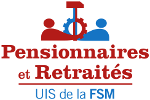 Pensionnaires
et Retraités
UIS de la FSM